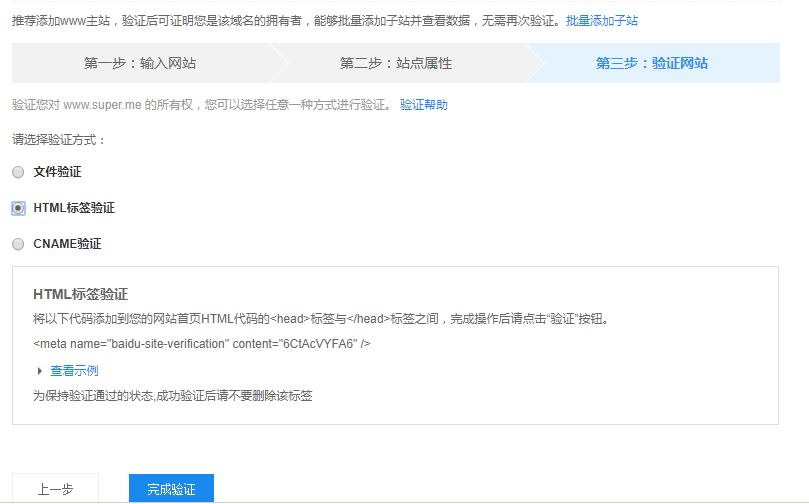 推荐添加www主站，验证后可证明您是该域名的拥有者，能够批量添加子站并查看数据，无需再次验证。批量添加子站
第一步：输入网站 第二步：站点属性 第三步：验证网站
验证您对 www.super.me 的所有权，您可以选择任意一种方式进行验证。 验证帮助
请选择验证方式：
文件验证
HTML标签验证
CNAME验证
HTML标签验证
将以下代码添加到您的网站首页HTML代码的<head>标签与</head>标签之间，完成操作后请点击“验证”按钮。
<meta name="baidu-site-verification" content="6CtAcVYFA6" />
查看示例
为保持验证通过的状态,成功验证后请不要删除该标签
上一步 完成验证